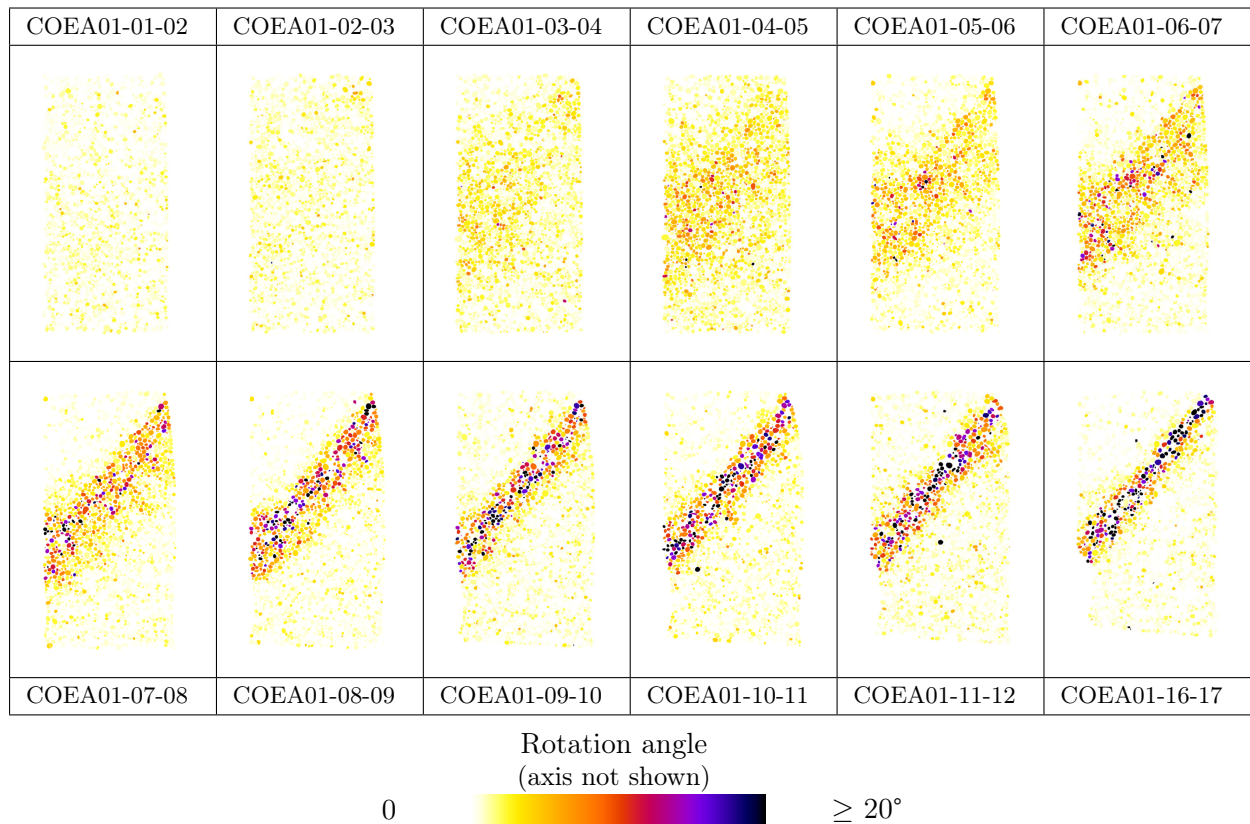 COEA01-01-02 COEA01-02-03 COEA01-03-04 COEA01-04-05 COEA01-05-06 COEA01-06-07
COEA01-07-08 COEA01-08-09 COEA01-09-10 COEA01-10-11 COEA01-11-12 COEA01-16-17
Rotation angle
(axis not shown)
0 ≥ 20°